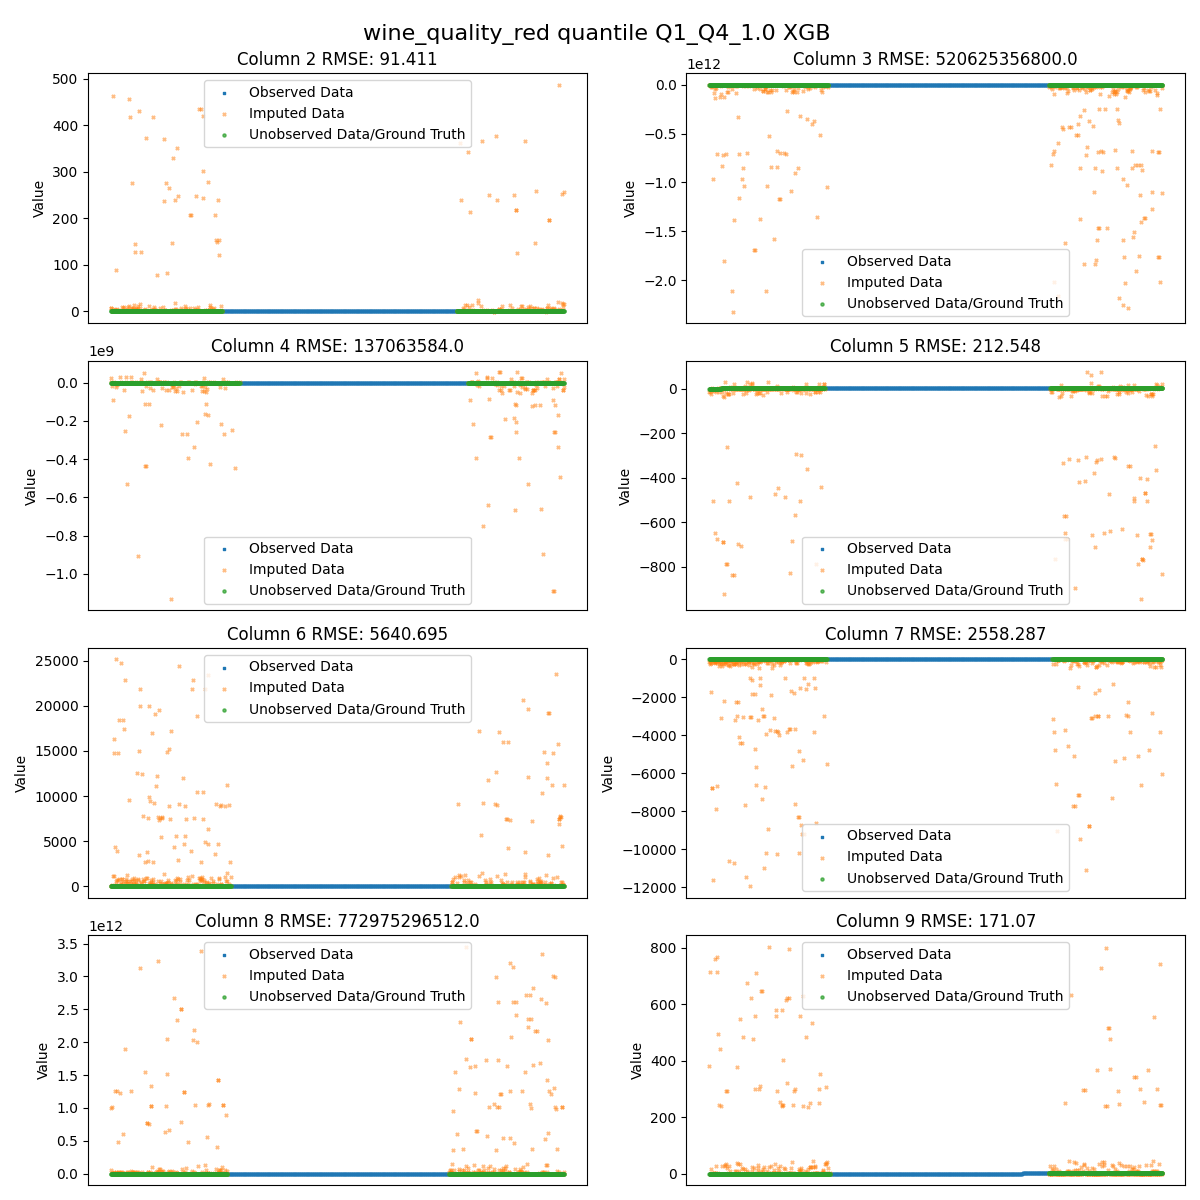 wine_quality_red quantile Q1_Q4_1.0 XGB
Column 2 RMSE: 91.411
500
400
300
200
100
0
Value
Observed Data
Imputed Data
Unobserved Data/Ground Truth
Column 3 RMSE: 520625356800.0
1e12
0.0
−0.5
−1.0
−1.5
−2.0
Value
Observed Data
Imputed Data
Unobserved Data/Ground Truth
Column 4 RMSE: 137063584.0
1e9
0.0
−0.2
−0.4
−0.6
−0.8
−1.0
Value
Observed Data
Imputed Data
Unobserved Data/Ground Truth
Column 5 RMSE: 212.548
0
−200
−400
−600
−800
Value
Observed Data
Imputed Data
Unobserved Data/Ground Truth
Column 6 RMSE: 5640.695
25000
20000
15000
10000
5000
0
Value
Observed Data
Imputed Data
Unobserved Data/Ground Truth
Column 7 RMSE: 2558.287
0
−2000
−4000
−6000
−8000
−10000
−12000
Value
Observed Data
Imputed Data
Unobserved Data/Ground Truth
Column 8 RMSE: 772975296512.0
1e12
3.5
3.0
2.5
2.0
1.5
1.0
0.5
0.0
Value
Observed Data
Imputed Data
Unobserved Data/Ground Truth
Column 9 RMSE: 171.07
800
600
400
200
0
Value
Observed Data
Imputed Data
Unobserved Data/Ground Truth